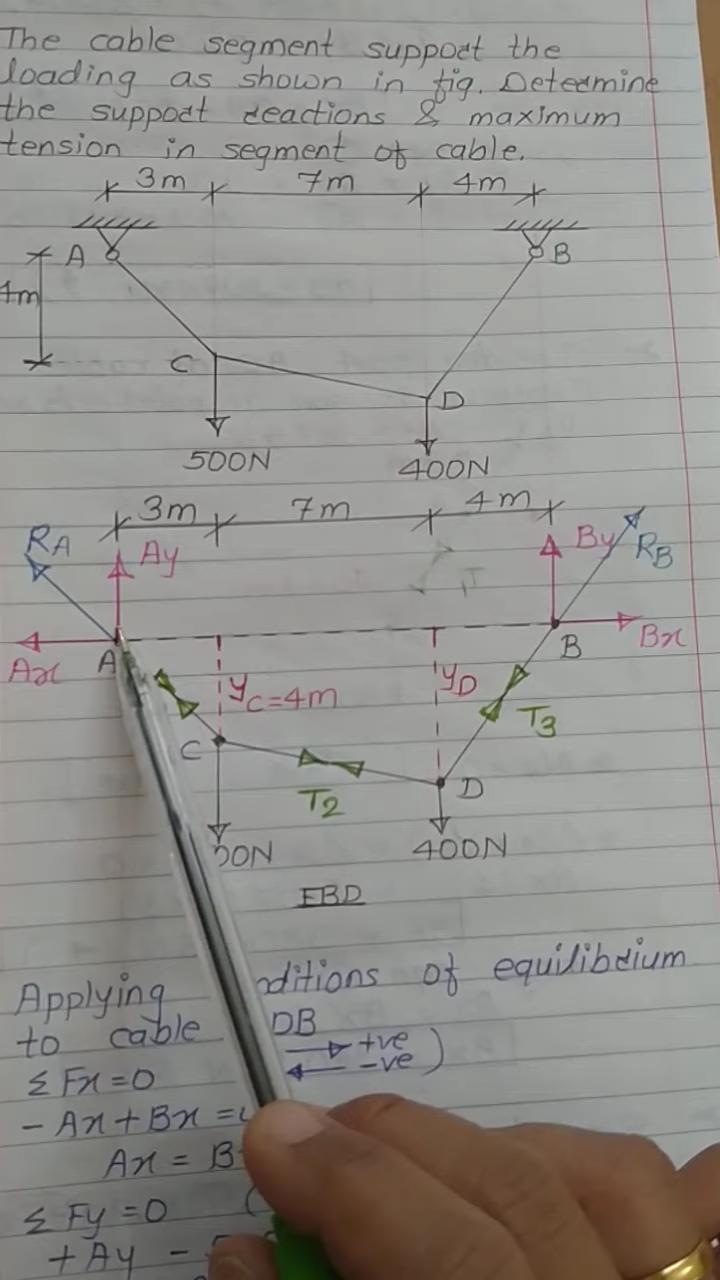 The cable segment support the
loading as shown in fig. Determine
the support reactions & maximum
tension in segment of cable.
3m 7m 4m
A B
4m
C D
500N 400N
3m 7m 4m
RA Ay By RB
Ax A B Bx
yc=4m yD
T3
C D
T2
00N 400N
FBD
Applying nditions of equilibrium
to cable DB
+ve
-ve )
ΣFx=0
- Ax + Bx =
Ax = B
ΣFy=0 (
+Ay - 5